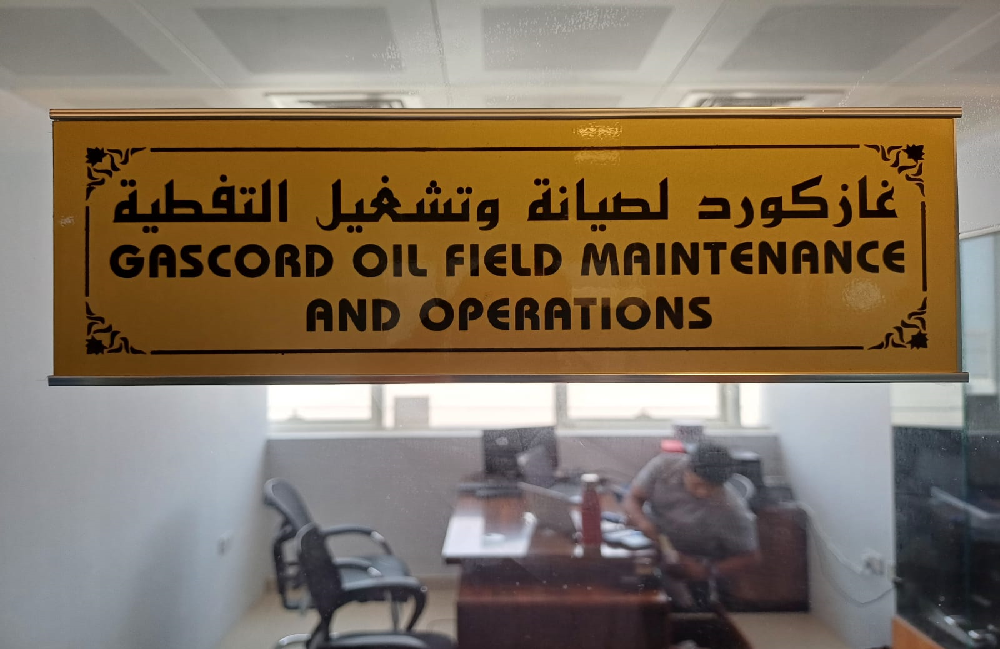 غازكورد لصيانة وتشغيل التفطية
GASCORD OIL FIELD MAINTENANCE
AND OPERATIONS